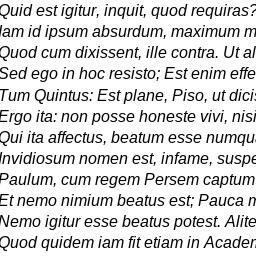 Quid est igitur, inquit, quod requiras?
Iam id ipsum absurdum, maximum m
Quod cum dixissent, ille contra. Ut al
Sed ego in hoc resisto; Est enim effe
Tum Quintus: Est plane, Piso, ut dicis
Ergo ita: non posse honeste vivi, nisi
Qui ita affectus, beatum esse numqu
Invidiosum nomen est, infame, suspe
Paulum, cum regem Persem captum
Et nemo nimium beatus est; Pauca m
Nemo igitur esse beatus potest. Alite
Quod quidem iam fit etiam in Acader